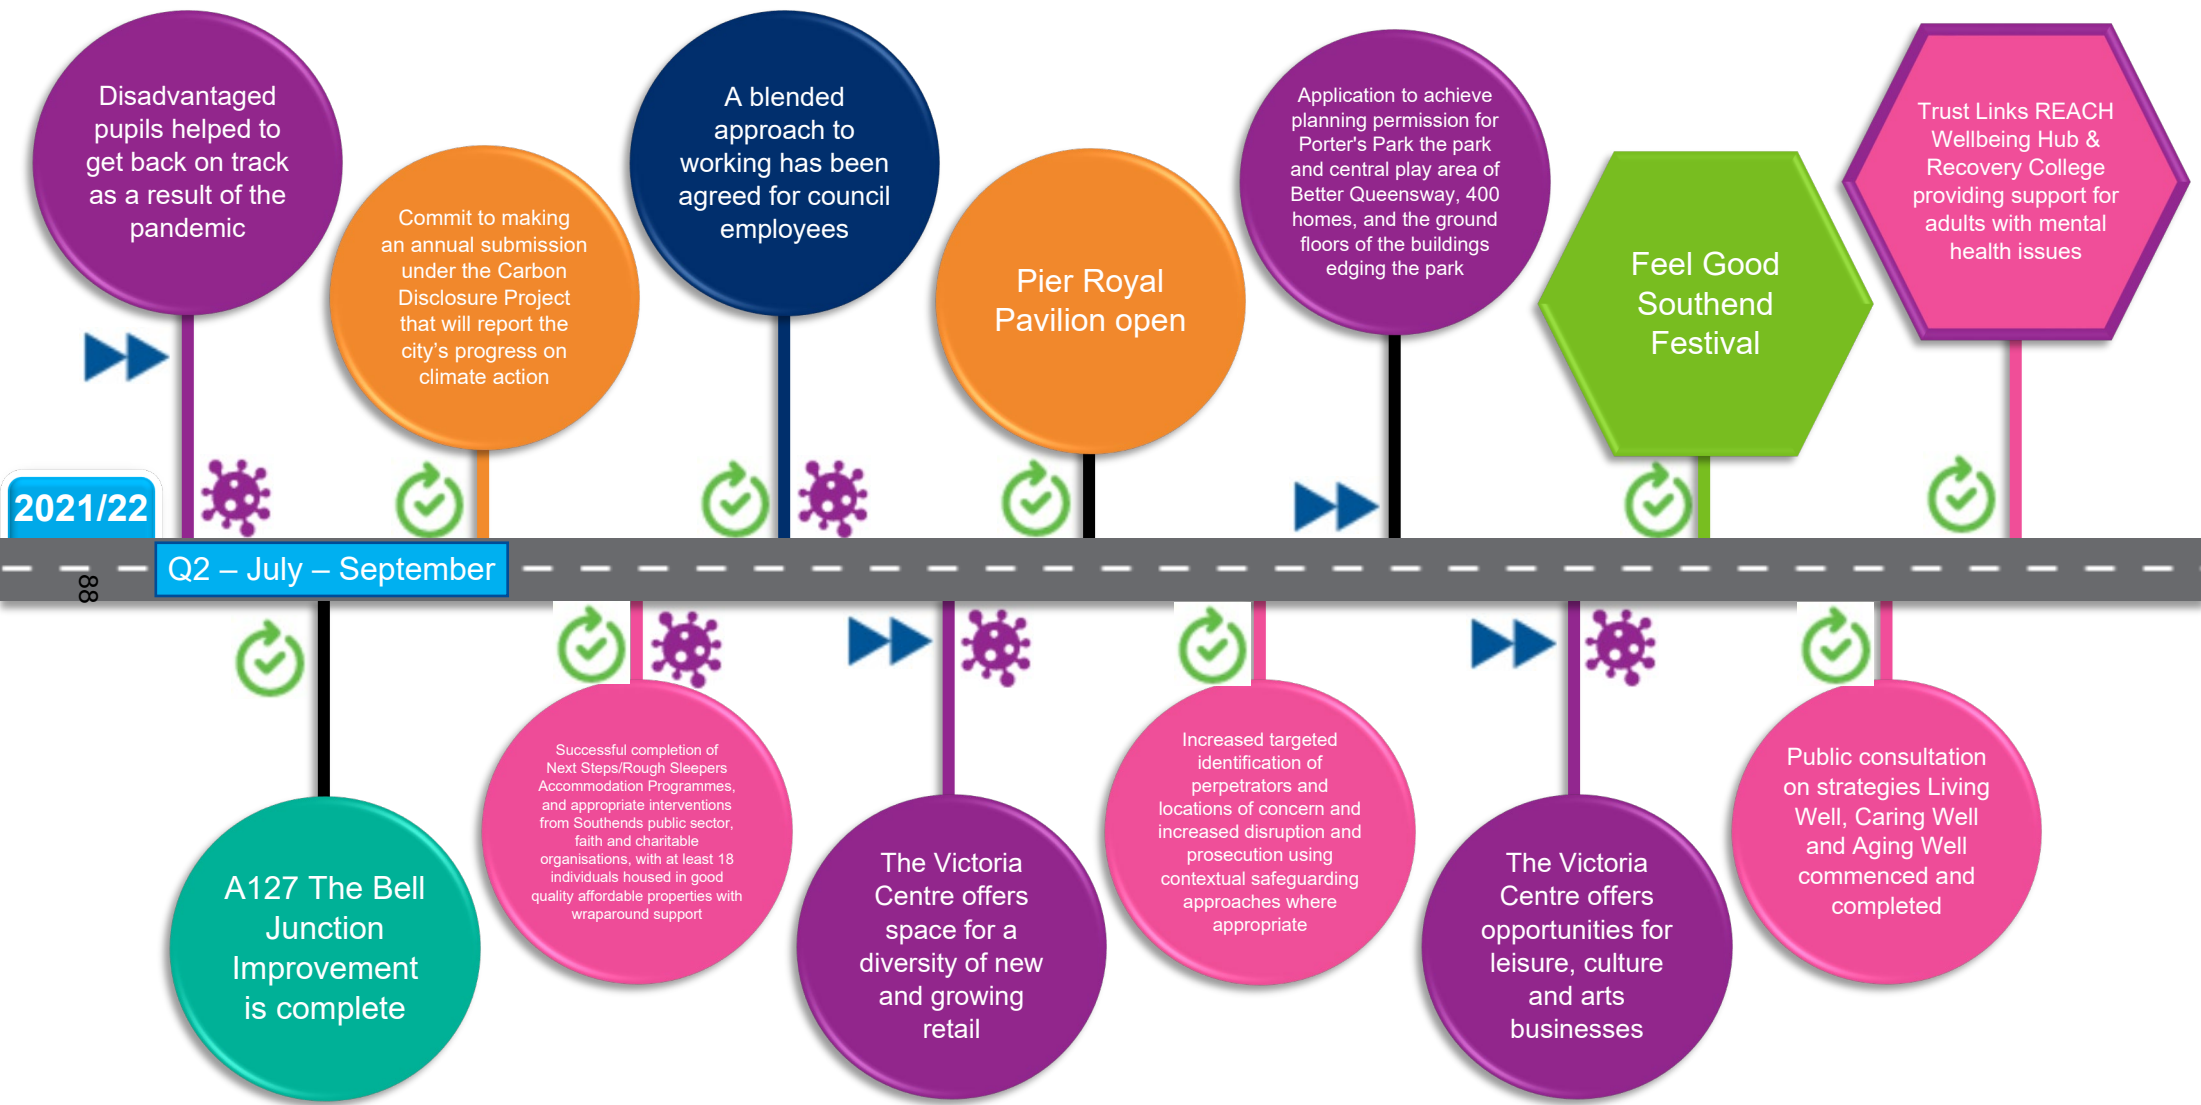 Disadvantaged
pupils helped to
get back on track
as a result of the
pandemic
Commit to making
an annual submission
under the Carbon
Disclosure Project
that will report the
city’s progress on
climate action
A blended
approach to
working has been
agreed for council
employees
Pier Royal
Pavilion open
Application to achieve
planning permission for
Porter's Park the park
and central play area of
Better Queensway, 400
homes, and the ground
floors of the buildings
edging the park
Feel Good
Southend
Festival
Trust Links REACH
Wellbeing Hub &
Recovery College
providing support for
adults with mental
health issues
2021/22
Q2 – July – September
88
A127 The Bell
Junction
Improvement
is complete
Successful completion of
Next Steps/Rough Sleepers
Accommodation Programmes,
and appropriate interventions
from Southends public sector,
faith and charitable
organisations, with at least 18
individuals housed in good
quality affordable properties with
wraparound support
The Victoria
Centre offers
space for a
diversity of new
and growing
retail
Increased targeted
identification of
perpetrators and
locations of concern and
increased disruption and
prosecution using
contextual safeguarding
approaches where
appropriate
The Victoria
Centre offers
opportunities for
leisure, culture
and arts
businesses
Public consultation
on strategies Living
Well, Caring Well
and Aging Well
commenced and
completed